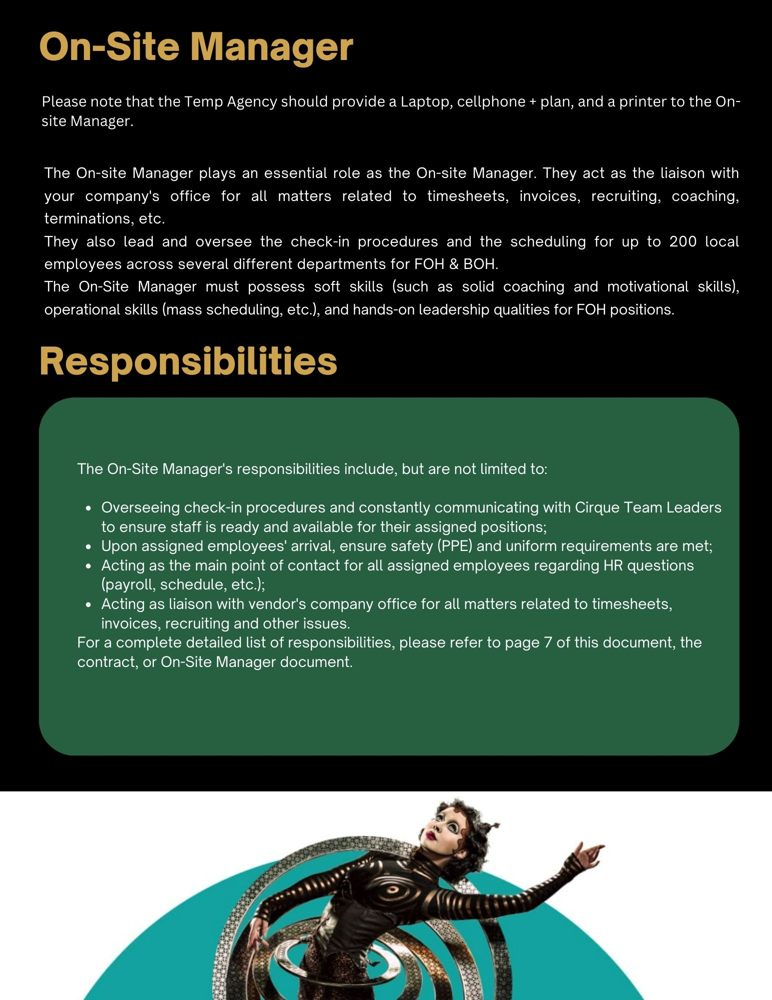 On-Site Manager
Please note that the Temp Agency should provide a Laptop, cellphone + plan, and a printer to the On-
site Manager.
The On-site Manager plays an essential role as the On-site Manager. They act as the liaison with
your company's office for all matters related to timesheets, invoices, recruiting, coaching,
terminations, etc.
They also lead and oversee the check-in procedures and the scheduling for up to 200 local
employees across several different departments for FOH & BOH.
The On-Site Manager must possess soft skills (such as solid coaching and motivational skills),
operational skills (mass scheduling, etc.), and hands-on leadership qualities for FOH positions.
Responsibilities
The On-Site Manager's responsibilities include, but are not limited to:
• Overseeing check-in procedures and constantly communicating with Cirque Team Leaders
to ensure staff is ready and available for their assigned positions;
• Upon assigned employees' arrival, ensure safety (PPE) and uniform requirements are met;
• Acting as the main point of contact for all assigned employees regarding HR questions
(payroll, schedule, etc.);
• Acting as liaison with vendor's company office for all matters related to timesheets,
invoices, recruiting and other issues.
For a complete detailed list of responsibilities, please refer to page 7 of this document, the
contract, or On-Site Manager document.